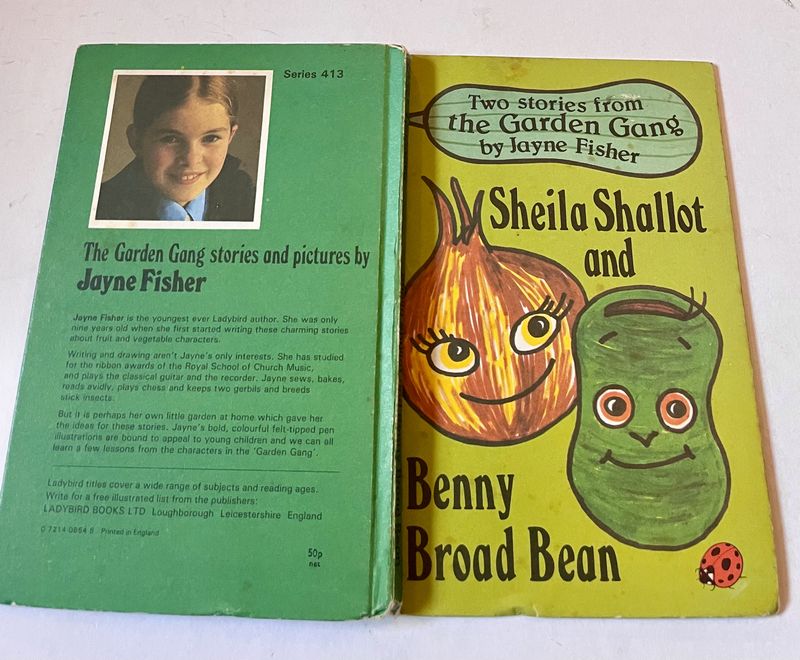 Series 413
The Garden Gang stories and pictures by
Jayne Fisher
Jayne Fisher is the youngest ever Ladybird author. She was only
nine years old when she first started writing these charming stories
about fruit and vegetable characters.
Writing and drawing aren't Jayne's only interests. She has studied
for the ribbon awards of the Royal School of Church Music,
and plays the classical guitar and the recorder. Jayne sews, bakes,
reads avidly, plays chess and keeps two gerbils and breeds
stick insects.
But it is perhaps her own little garden at home which gave her
the ideas for these stories. Jayne's bold, colourful felt-tipped pen
illustrations are bound to appeal to young children and we can all
learn a few lessons from the characters in the 'Garden Gang'.
Ladybird titles cover a wide range of subjects and reading ages.
Write for a free illustrated list from the publishers:
LADYBIRD BOOKS LTD Loughborough Leicestershire England
Printed in England
50p
net
Two stories from
the Garden Gang
by Jayne Fisher
Sheila Shallot
and
Benny
Broad Bean